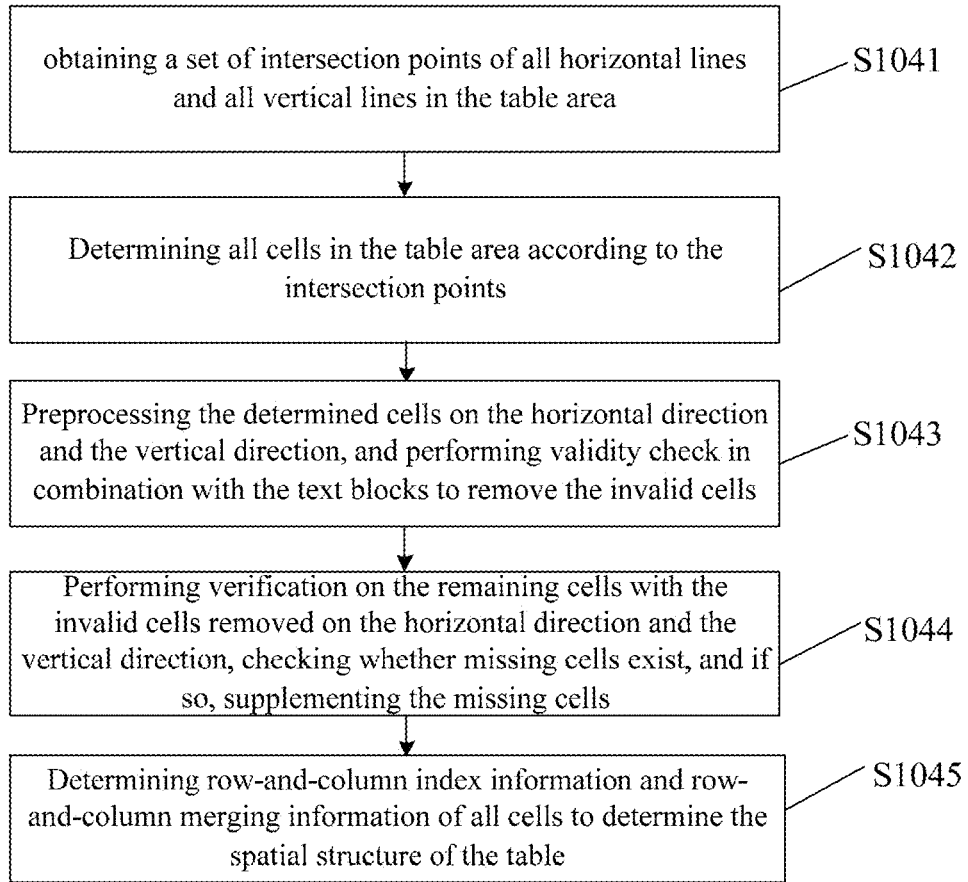 obtaining a set of intersection points of all horizontal lines
and all vertical lines in the table area
S1041
Determining all cells in the table area according to the
intersection points
S1042
Preprocessing the determined cells on the horizontal direction
and the vertical direction, and performing validity check in
combination with the text blocks to remove the invalid cells
S1043
Performing verification on the remaining cells with the
invalid cells removed on the horizontal direction and the
vertical direction, checking whether missing cells exist, and if
so, supplementing the missing cells
S1044
Determining row-and-column index information and row-
and-column merging information of all cells to determine the
spatial structure of the table
S1045